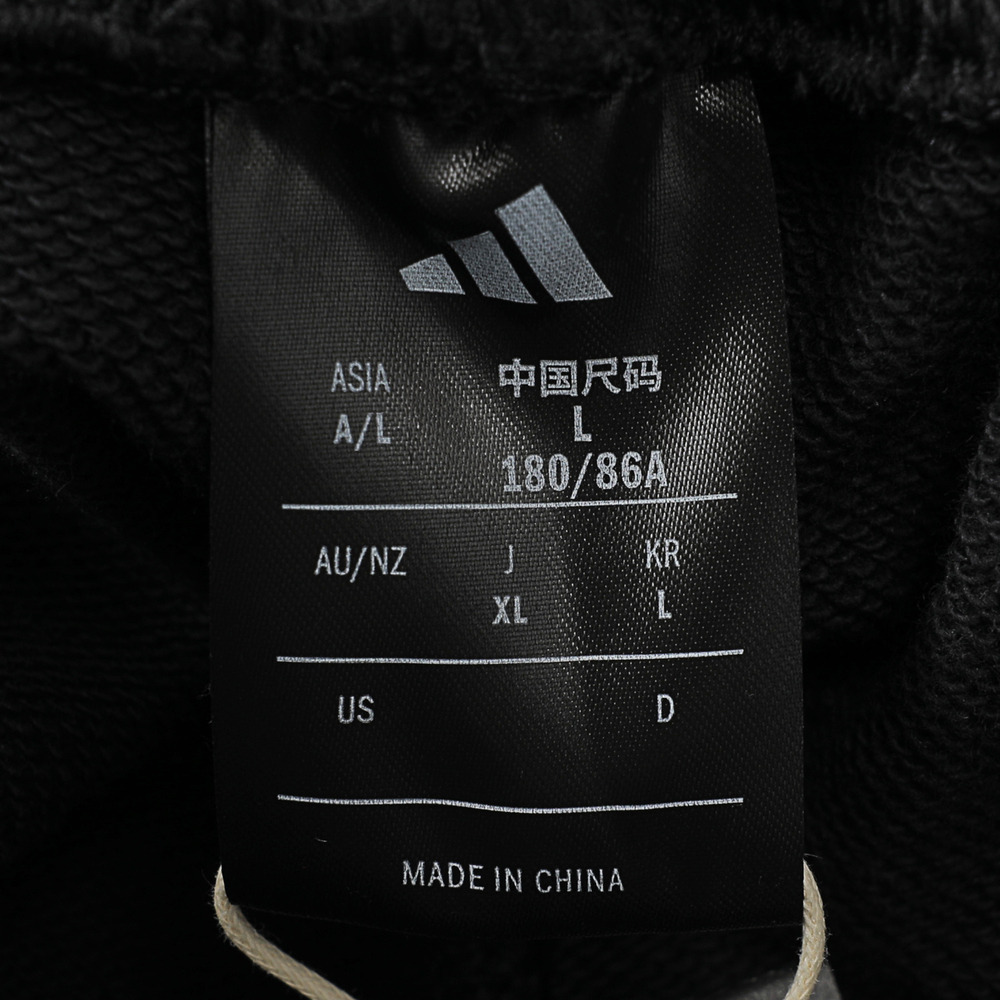 ASIA 中国尺码
A/L L
180/86A
AU/NZ J KR
XL L
US D
MADE IN CHINA